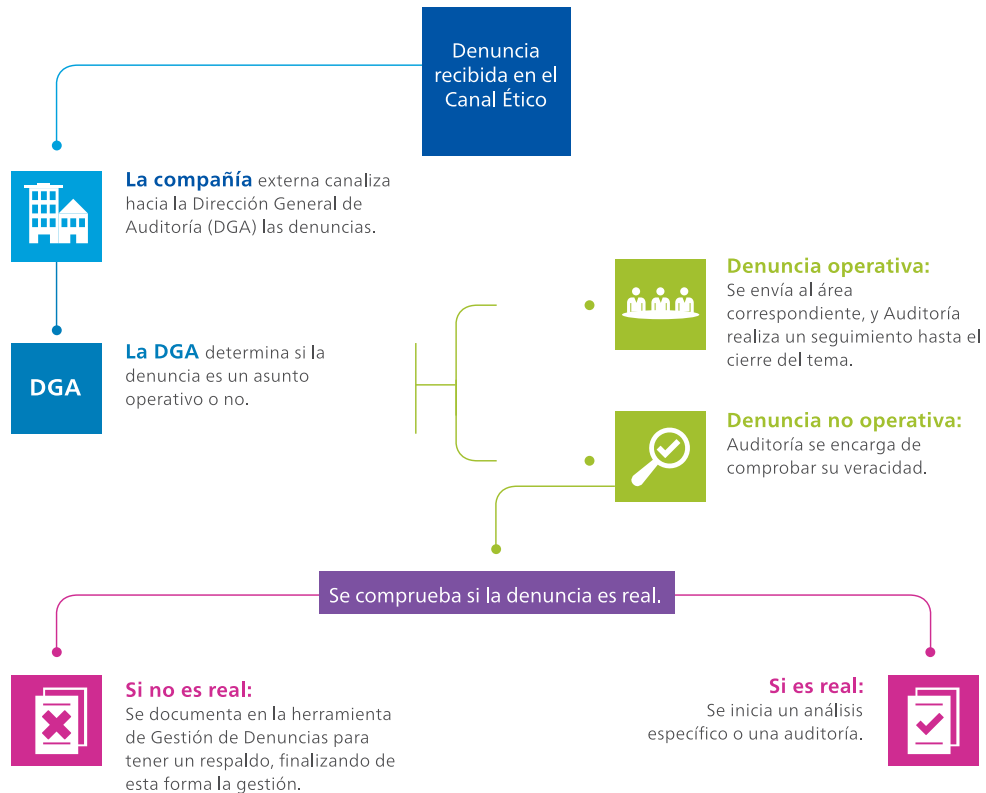 Denuncia
recibida en el
Canal Ético
La compañía externa canaliza
hacia la Dirección General de
Auditoría (DGA) las denuncias.
DGA
La DGA determina si la
denuncia es un asunto
operativo o no.
Denuncia operativa:
Se envía al área
correspondiente, y Auditoría
realiza un seguimiento hasta el
cierre del tema.
Denuncia no operativa:
Auditoría se encarga de
comprobar su veracidad.
Se comprueba si la denuncia es real.
Si no es real:
Se documenta en la herramienta
de Gestión de Denuncias para
tener un respaldo, finalizando de
esta forma la gestión.
Si es real:
Se inicia un análisis
específico o una auditoría.